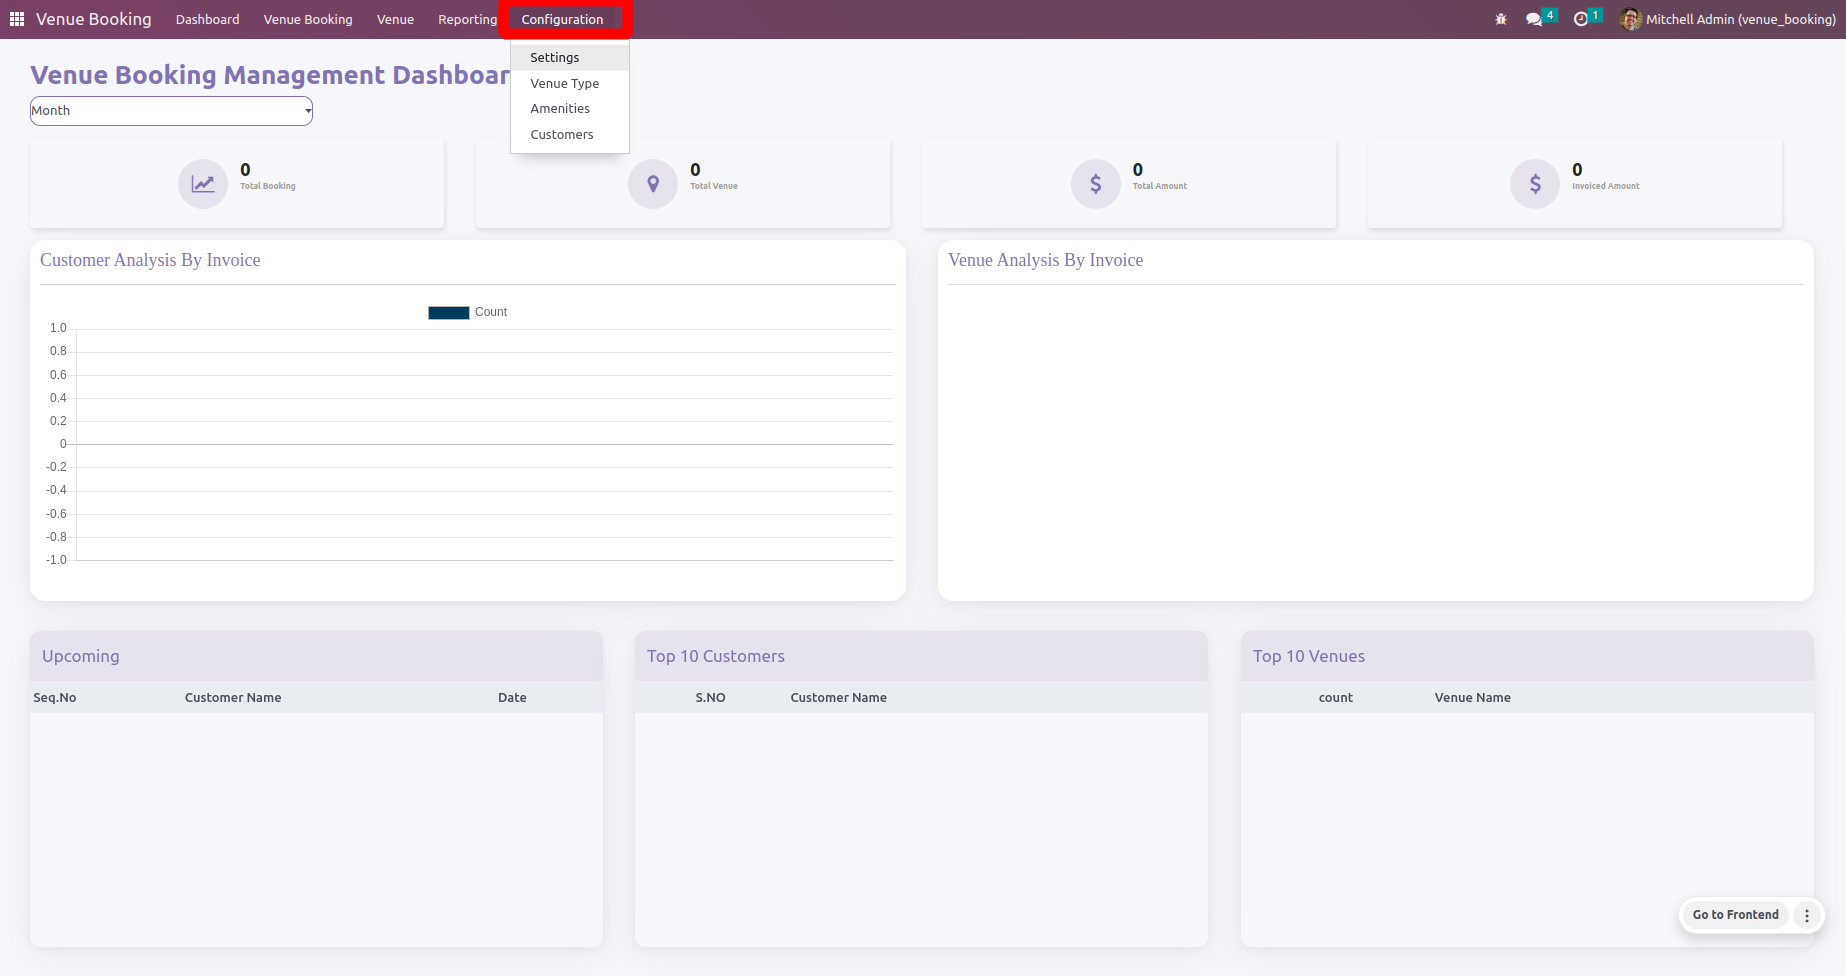 Venue Booking Dashboard Venue Booking Venue Reporting Configuration 4 1 Mitchell Admin (venue_booking)
Settings
Venue Type
Amenities
Customers
Venue Booking Management Dashboar
Month
0
Total Booking
0
Total Venue
0
Total Amount
0
Invoiced Amount
Customer Analysis By Invoice
Count
1.0
0.8
0.6
0.4
0.2
0
-0.2
-0.4
-0.6
-0.8
-1.0
Venue Analysis By Invoice
Upcoming
Seq.No Customer Name Date
Top 10 Customers
S.NO Customer Name
Top 10 Venues
count Venue Name
Go to Frontend